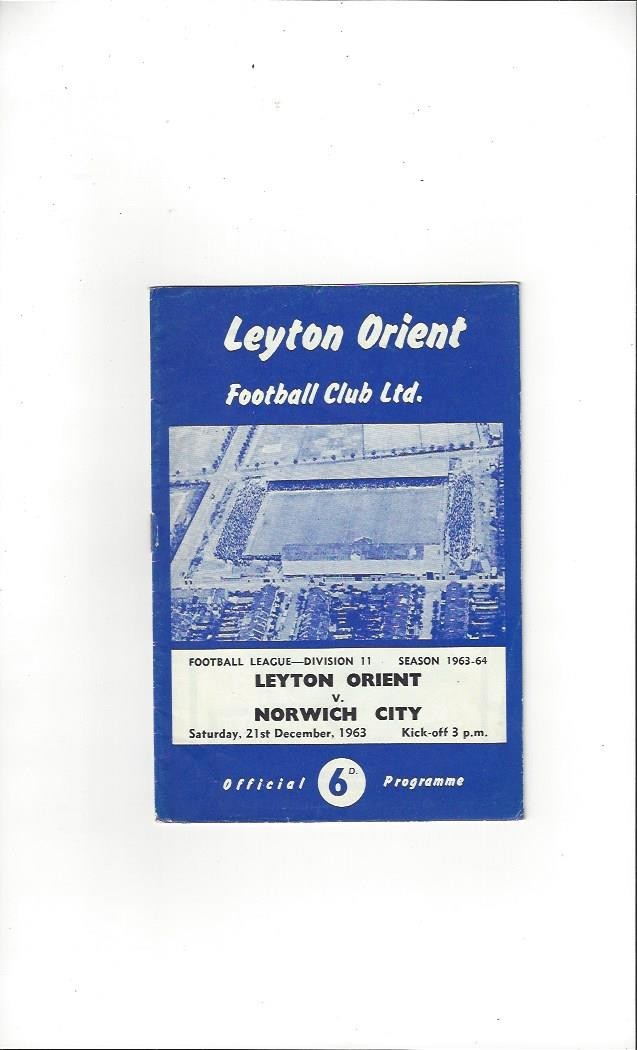 Leyton Orient
Football Club Ltd.
FOOTBALL LEAGUE—DIVISION 11 SEASON 1963-64
LEYTON ORIENT
v.
NORWICH CITY
Saturday, 21st December, 1963 Kick-off 3 p.m.
Official 6D. Programme